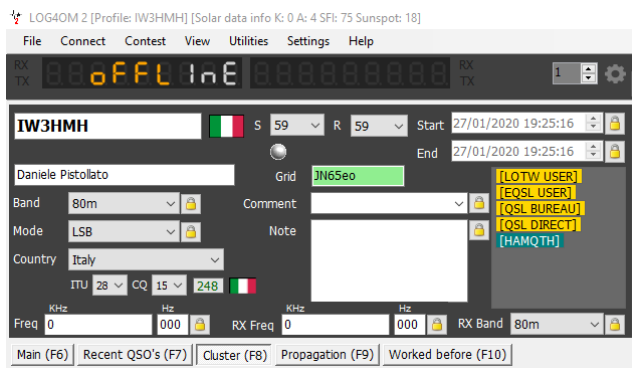 LOG4OM 2 [Profile: IW3HMH] [Solar data info K: 0 A: 4 SFI: 75 Sunspot: 18]
File Connect Contest View Utilities Settings Help
RX TX oFFLInE RX TX 1
IW3HMH S 59 R 59 Start 27/01/2020 19:25:16
End 27/01/2020 19:25:16
Daniele Pistollato Grid JN65eo [LOTW USER]
[EQSL USER]
Band 80m Comment [QSL BUREAU]
Mode LSB Note [QSL DIRECT]
[HAMQTH]
Country Italy
ITU 28 CQ 15 248
KHz Hz KHz Hz
Freq 0 000 RX Freq 0 000 RX Band 80m
Main (F6) Recent QSO's (F7) Cluster (F8) Propagation (F9) Worked before (F10)